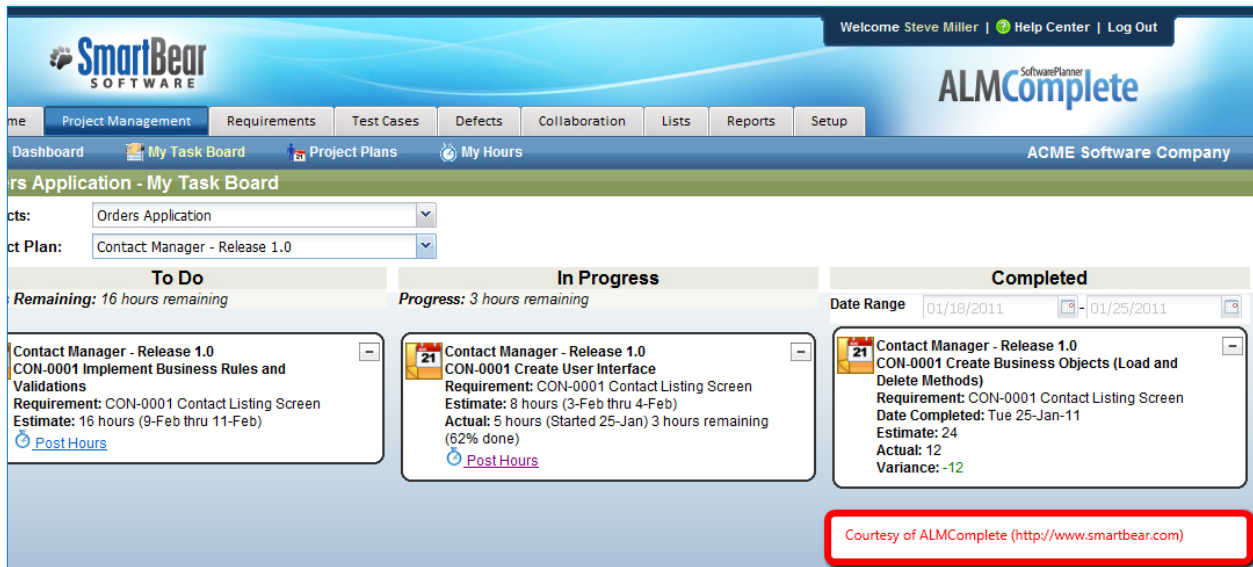 Welcome Steve Miller | Help Center | Log Out
SmartBear
SOFTWARE
SoftwarePlanner
ALMComplete
me Project Management Requirements Test Cases Defects Collaboration Lists Reports Setup
Dashboard My Task Board Project Plans My Hours ACME Software Company
rs Application - My Task Board
cts: Orders Application
ct Plan: Contact Manager - Release 1.0
To Do
Remaining: 16 hours remaining
Contact Manager - Release 1.0
CON-0001 Implement Business Rules and
Validations
Requirement: CON-0001 Contact Listing Screen
Estimate: 16 hours (9-Feb thru 11-Feb)
Post Hours
In Progress
Progress: 3 hours remaining
21
Contact Manager - Release 1.0
CON-0001 Create User Interface
Requirement: CON-0001 Contact Listing Screen
Estimate: 8 hours (3-Feb thru 4-Feb)
Actual: 5 hours (Started 25-Jan) 3 hours remaining
(62% done)
Post Hours
Completed
Date Range 01/18/2011 - 01/25/2011
21
Contact Manager - Release 1.0
CON-0001 Create Business Objects (Load and
Delete Methods)
Requirement: CON-0001 Contact Listing Screen
Date Completed: Tue 25-Jan-11
Estimate: 24
Actual: 12
Variance: -12
Courtesy of ALMComplete (http://www.smartbear.com)